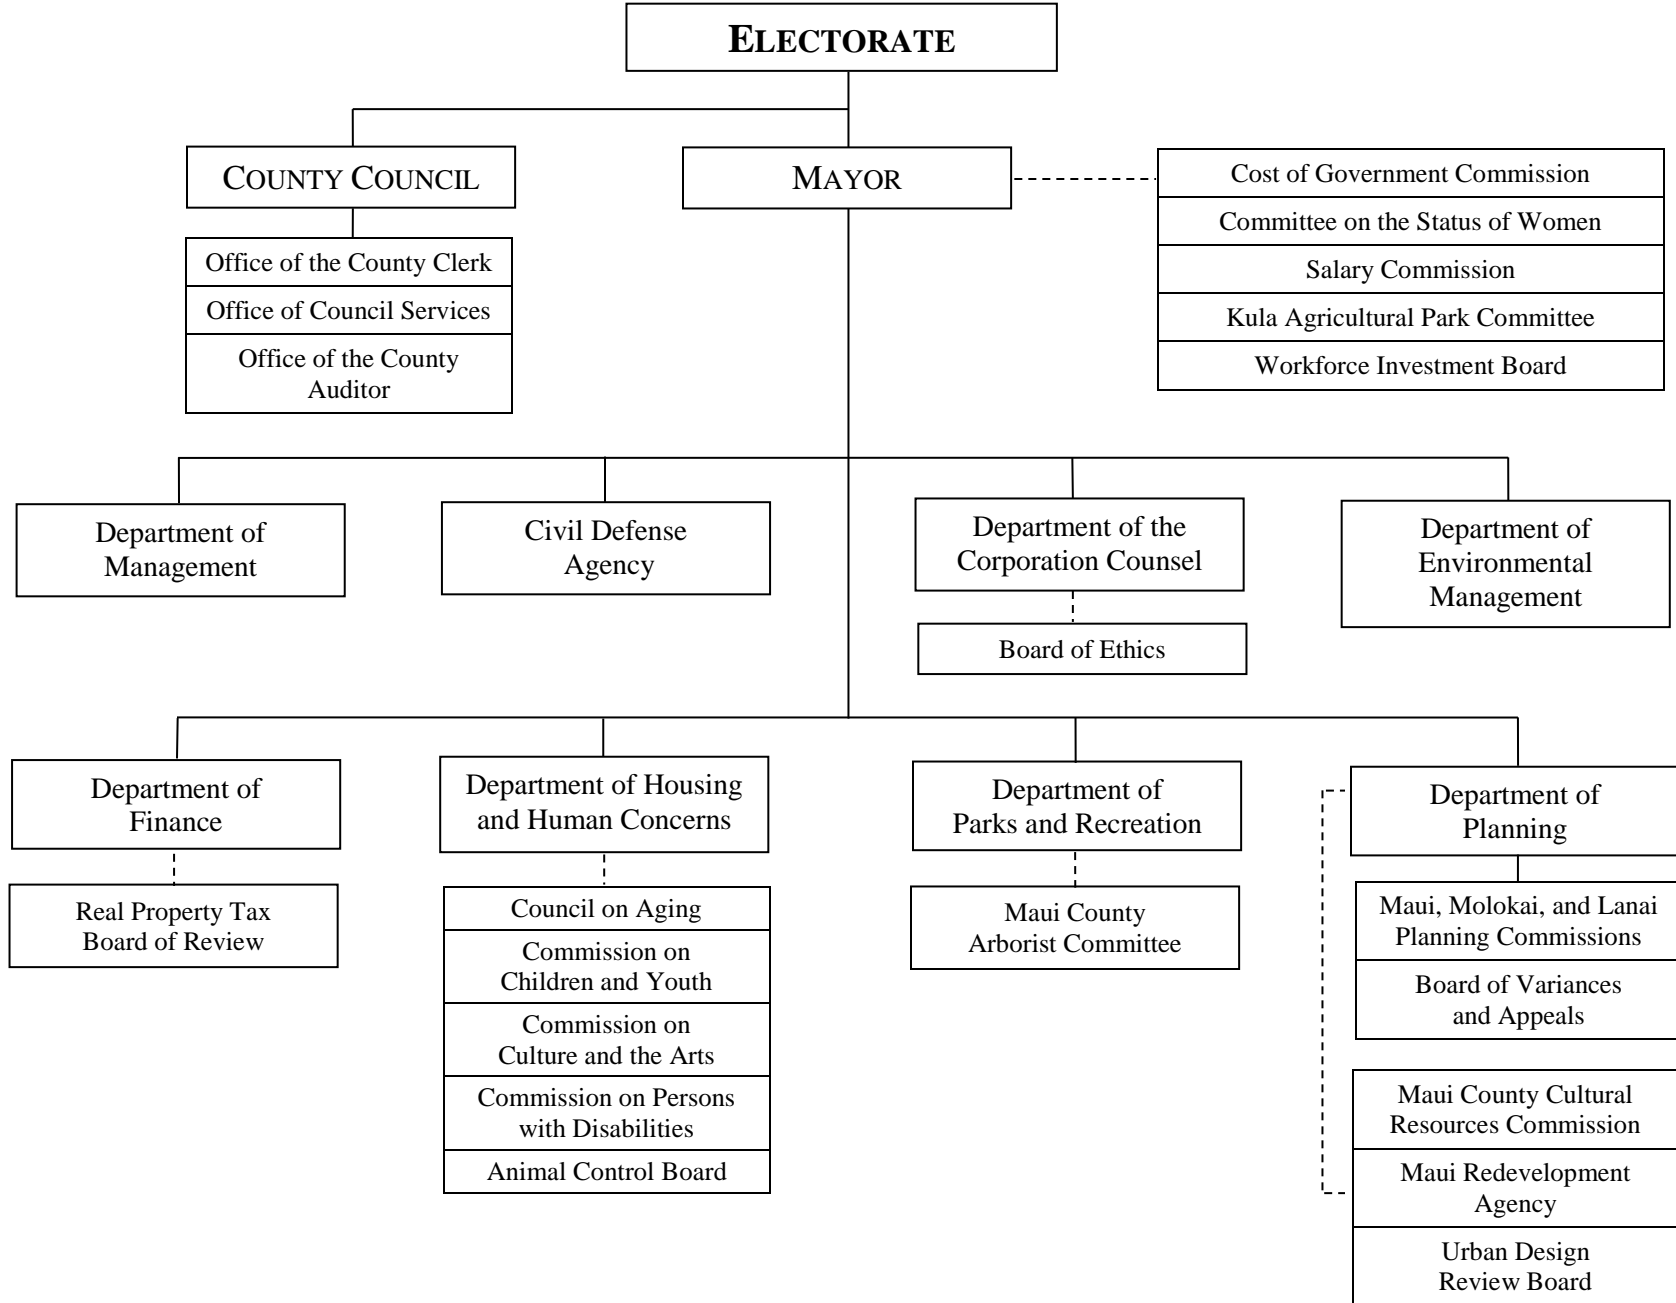 ELECTORATE
COUNTY COUNCIL
MAYOR
Cost of Government Commission
Committee on the Status of Women
Salary Commission
Kula Agricultural Park Committee
Workforce Investment Board
Office of the County Clerk
Office of Council Services
Office of the County
Auditor
Department of
Management
Civil Defense
Agency
Department of the
Corporation Counsel
Board of Ethics
Department of
Environmental
Management
Department of
Finance
Real Property Tax
Board of Review
Department of Housing
and Human Concerns
Council on Aging
Commission on
Children and Youth
Commission on
Culture and the Arts
Commission on Persons
with Disabilities
Animal Control Board
Department of
Parks and Recreation
Maui County
Arborist Committee
Department of
Planning
Maui, Molokai, and Lanai
Planning Commissions
Board of Variances
and Appeals
Maui County Cultural
Resources Commission
Maui Redevelopment
Agency
Urban Design
Review Board